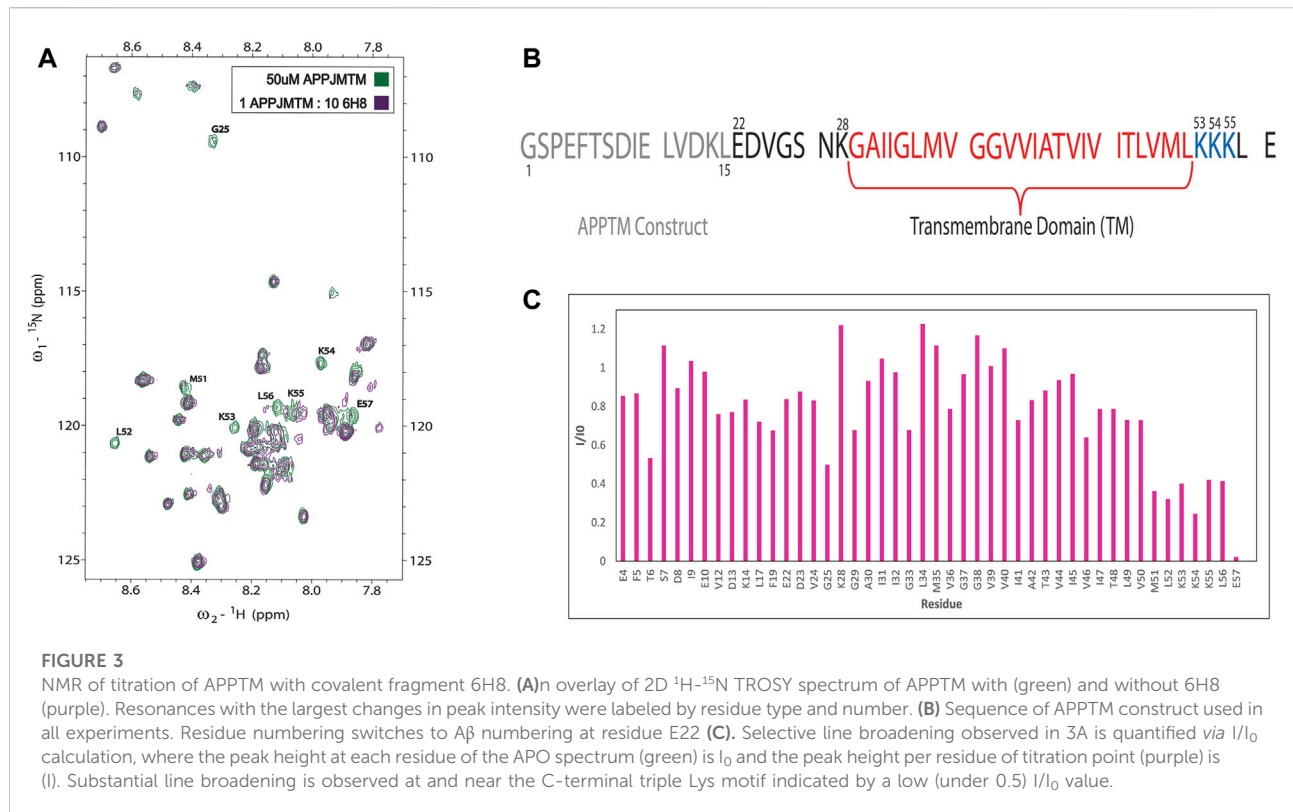 A
8.6 8.4 8.2 8.0 7.8
50uM APPJMTM
1 APPJMTM : 10 6H8
G25
110
110
115
115
K54
M51
L56 K55
E57
K53
L52
120
120
125
125
8.6 8.4 8.2 8.0 7.8
ω1 - 15N (ppm)
ω2 - 1H (ppm)
B
22 28 53 54 55
GSPEFTSDIE LVDKLEDVGS NKGAIIGLMV GGVVIATVIV ITLVMLKKKL E
1 15
APPTM Construct
Transmembrane Domain (TM)
C
1.2
1
0.8
0.6
0.4
0.2
0
I/I0
E4 F5 T6 S7 D8 I9 E10 V12 D13 K14 L17 F19 E22 D23 V24 G25 K28 G29 A30 I31 I32 G33 L34 M35 V36 G37 G38 V39 V40 I41 A42 T43 V44 I45 V46 I47 T48 L49 V50 M51 L52 K53 K54 K55 L56 E57
Residue
FIGURE 3
NMR of titration of APPTM with covalent fragment 6H8. (A)n overlay of 2D ¹H-¹⁵N TROSY spectrum of APPTM with (green) and without 6H8
(purple). Resonances with the largest changes in peak intensity were labeled by residue type and number. (B) Sequence of APPTM construct used in
all experiments. Residue numbering switches to Aβ numbering at residue E22 (C). Selective line broadening observed in 3A is quantified via I/I₀
calculation, where the peak height at each residue of the APO spectrum (green) is I₀ and the peak height per residue of titration point (purple) is
(I). Substantial line broadening is observed at and near the C-terminal triple Lys motif indicated by a low (under 0.5) I/I₀ value.